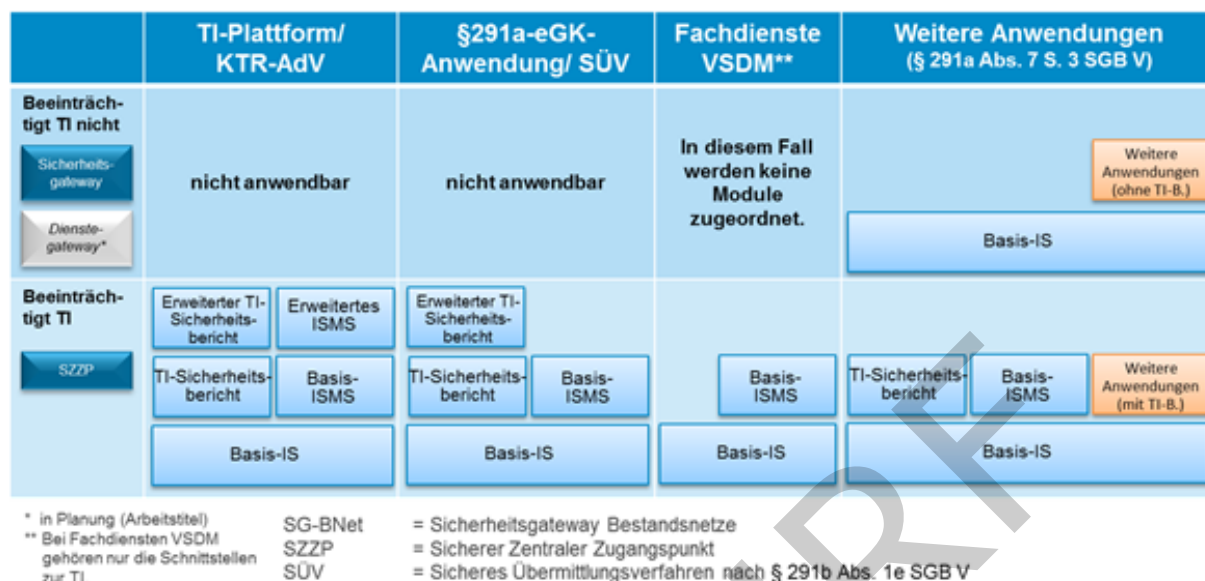 TI-Plattform/
KTR-AdV
§291a-eGK-
Anwendung/ SÜV
Fachdienste
VSDM**
Weitere Anwendungen
(§ 291a Abs. 7 S. 3 SGB V)
Beeinträch-
tigt TI nicht
Sicherheits-
gateway
Dienste-
gateway*
nicht anwendbar
nicht anwendbar
In diesem Fall
werden keine
Module
zugeordnet.
Weitere
Anwendungen
(ohne TI-B.)
Basis-IS
Beeinträch-
tigt TI
SZZP
Erweiterter TI-
Sicherheits-
bericht
Erweitertes
ISMS
TI-Sicherheits-
bericht
Basis-
ISMS
Basis-IS
Erweiterter TI-
Sicherheits-
bericht
TI-Sicherheits-
bericht
Basis-
ISMS
Basis-IS
Basis-
ISMS
Basis-IS
TI-Sicherheits-
bericht
Basis-
ISMS
Weitere
Anwendungen
(mit TI-B.)
Basis-IS
* in Planung (Arbeitstitel)
** Bei Fachdiensten VSDM
gehören nur die Schnittstellen
zur TI
SG-BNet = Sicherheitsgateway Bestandsnetze
SZZP = Sicherer Zentraler Zugangspunkt
SÜV = Sicheres Übermittlungsverfahren nach § 291b Abs. 1e SGB V
RF